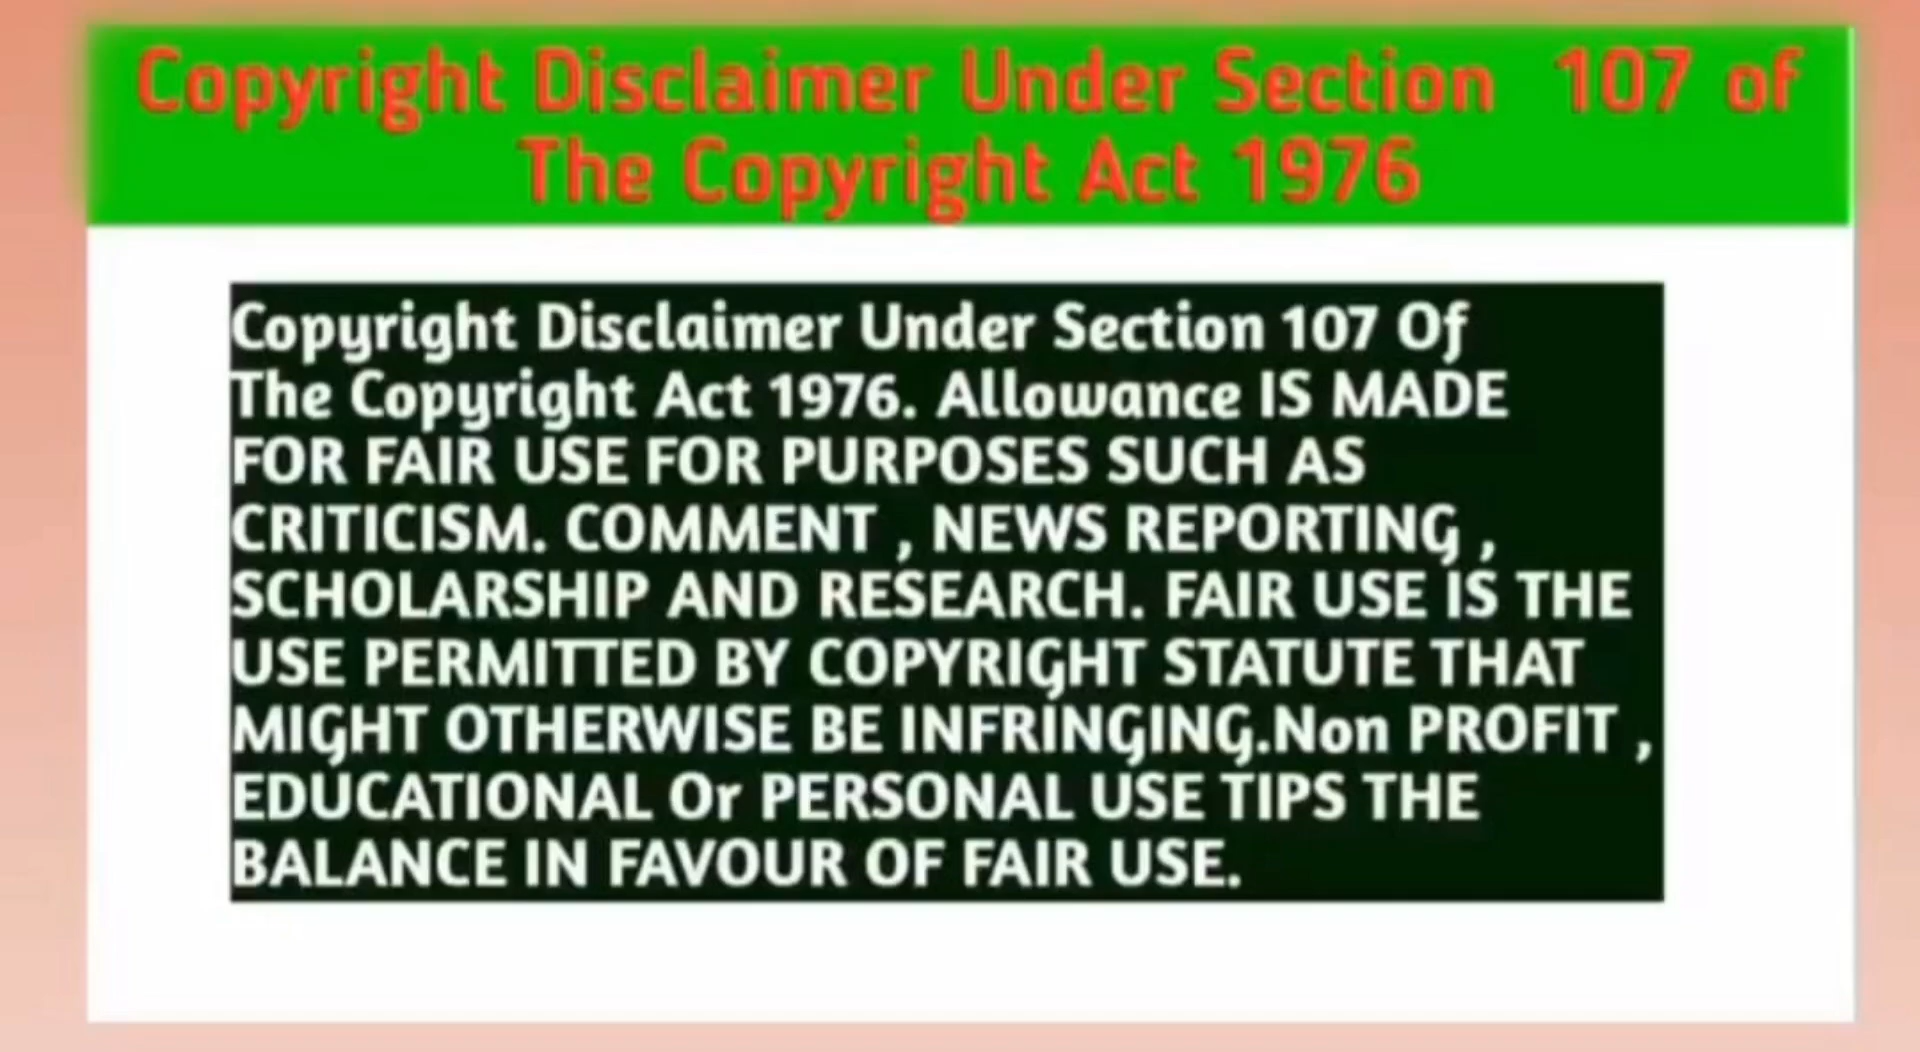 Copyright Disclaimer Under Section 107 of
The Copyright Act 1976
Copyright Disclaimer Under Section 107 Of
The Copyright Act 1976. Allowance IS MADE
FOR FAIR USE FOR PURPOSES SUCH AS
CRITICISM. COMMENT , NEWS REPORTING ,
SCHOLARSHIP AND RESEARCH. FAIR USE IS THE
USE PERMITTED BY COPYRIGHT STATUTE THAT
MIGHT OTHERWISE BE INFRINGING.Non PROFIT ,
EDUCATIONAL Or PERSONAL USE TIPS THE
BALANCE IN FAVOUR OF FAIR USE.